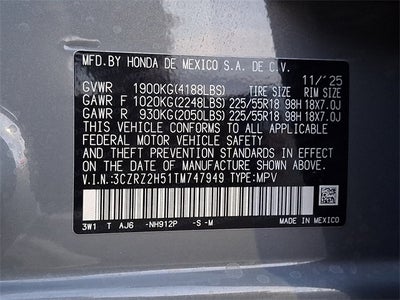 MFD.BY HONDA DE MEXICO S.A. DE C.V.
11/'25
GVWR 1900KG(4188LBS) TIRE SIZE RIM SIZE
GAWR F 1020KG(2248LBS) 225/55R18 98H 18X7.0J
GAWR R 930KG(2050LBS) 225/55R18 98H 18X7.0J
THIS VEHICLE CONFORMS TO ALL APPLICABLE
FEDERAL MOTOR VEHICLE SAFETY
AND THEFT PREVENTION STANDARDS IN EFFECT
ON THE DATE OF MANUFACTURE SHOWN ABOVE.
V.I.N.:3CZRZ2H51TM747949 TYPE:MPV
3W1 T AJ6 -NH912P -S-M MADE IN MEXICO